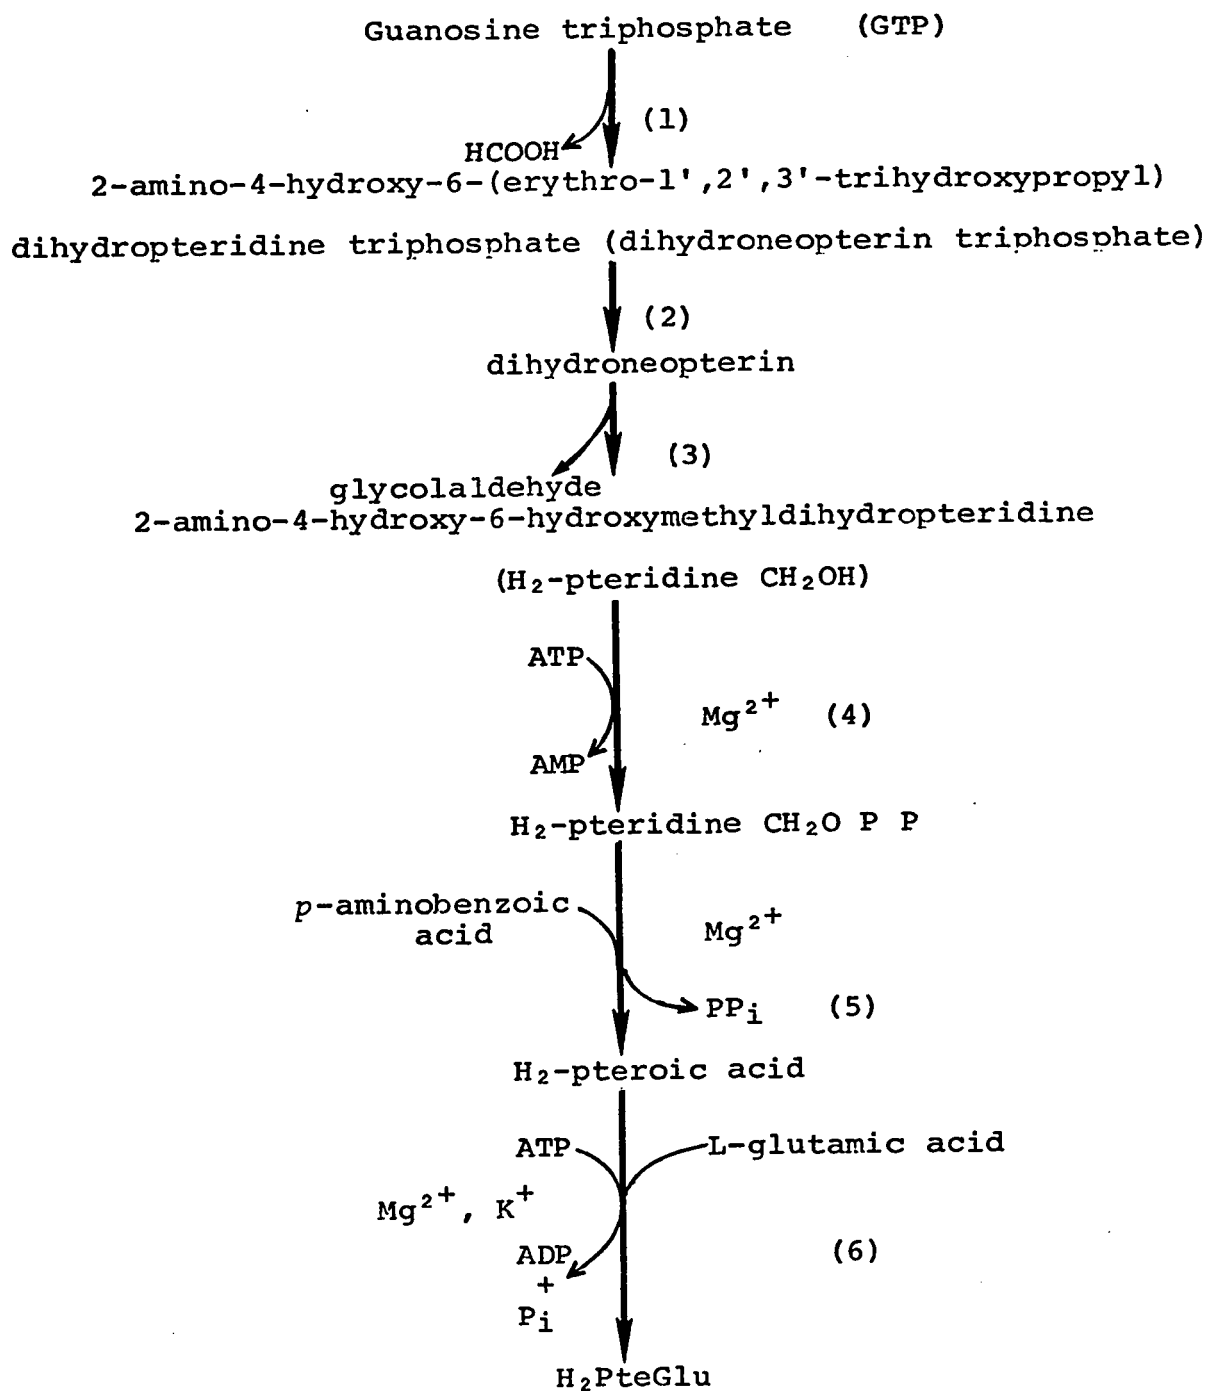 Guanosine triphosphate (GTP)
(1)
HCOOH
2-amino-4-hydroxy-6-(erythro-1',2',3'-trihydroxypropyl)
dihydropteridine triphosphate (dihydroneopterin triphosphate)
(2)
dihydroneopterin
(3)
glycolaldehyde
2-amino-4-hydroxy-6-hydroxymethyldihydropteridine
(H₂-pteridine CH₂OH)
ATP
Mg²⁺ (4)
AMP
H₂-pteridine CH₂O P P
p-aminobenzoic
acid
Mg²⁺
PPi (5)
H₂-pteroic acid
ATP
L-glutamic acid
Mg²⁺, K⁺
ADP
(6)
+
Pi
H₂PteGlu